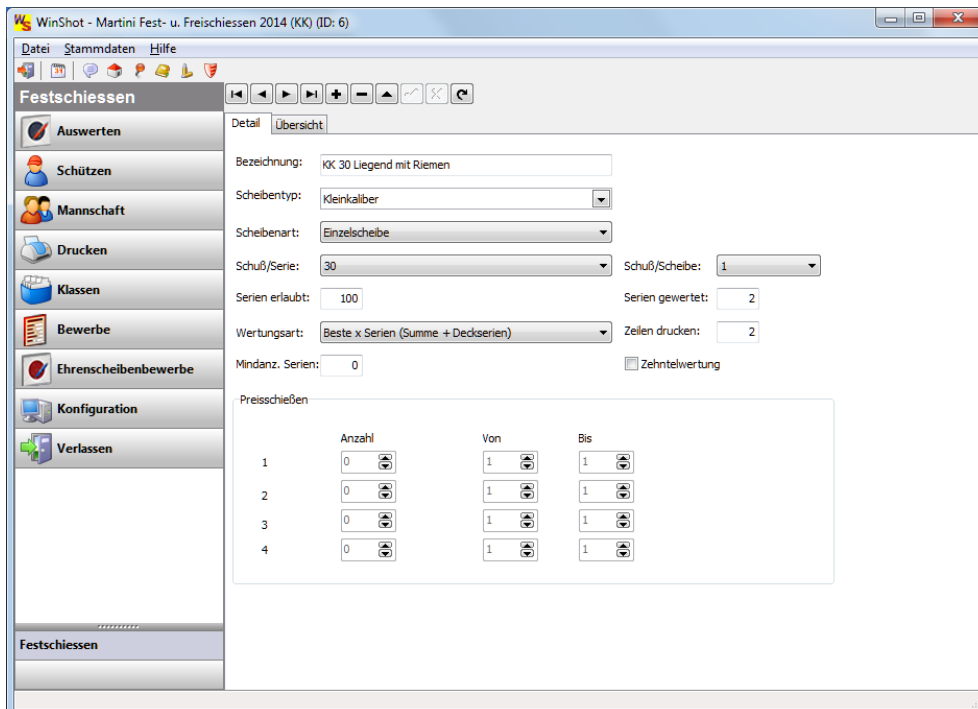 WinShot - Martini Fest- u. Freischiessen 2014 (KK) (ID: 6)
Datei Stammdaten Hilfe
Festschiessen
Auswerten
Schützen
Mannschaft
Drucken
Klassen
Bewerbe
Ehrenscheibenbewerbe
Konfiguration
Verlassen
Festschiessen
Detail Übersicht
Bezeichnung: KK 30 Liegend mit Riemen
Scheibentyp: Kleinkaliber
Scheibenart: Einzelscheibe
Schuß/Serie: 30 Schuß/Scheibe: 1
Serien erlaubt: 100 Serien gewertet: 2
Wertungsart: Beste x Serien (Summe + Deckserien) Zeilen drucken: 2
Mindanz. Serien: 0 Zehntelwertung
Preisschießen
Anzahl Von Bis
1 0 1 1
2 0 1 1
3 0 1 1
4 0 1 1